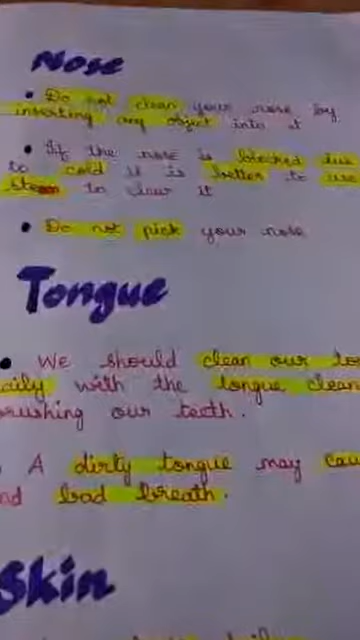 Nose
• Do not clean your nose by
inserting any object into it
• If the nose is blocked due
to cold it is better to use
steam to clear it
• Do not pick your nose
Tongue
• We should clean our
with the tongue clean
brushing our teeth.
A dirty tongue may
bad breath.
Skin